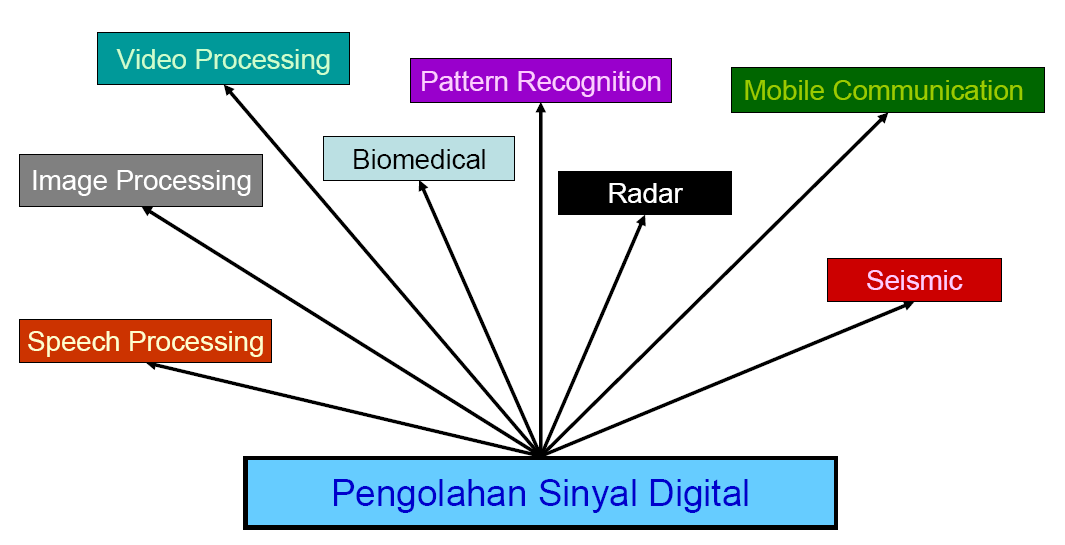 Video Processing
Pattern Recognition
Mobile Communication
Biomedical
Image Processing
Radar
Seismic
Speech Processing
Pengolahan Sinyal Digital